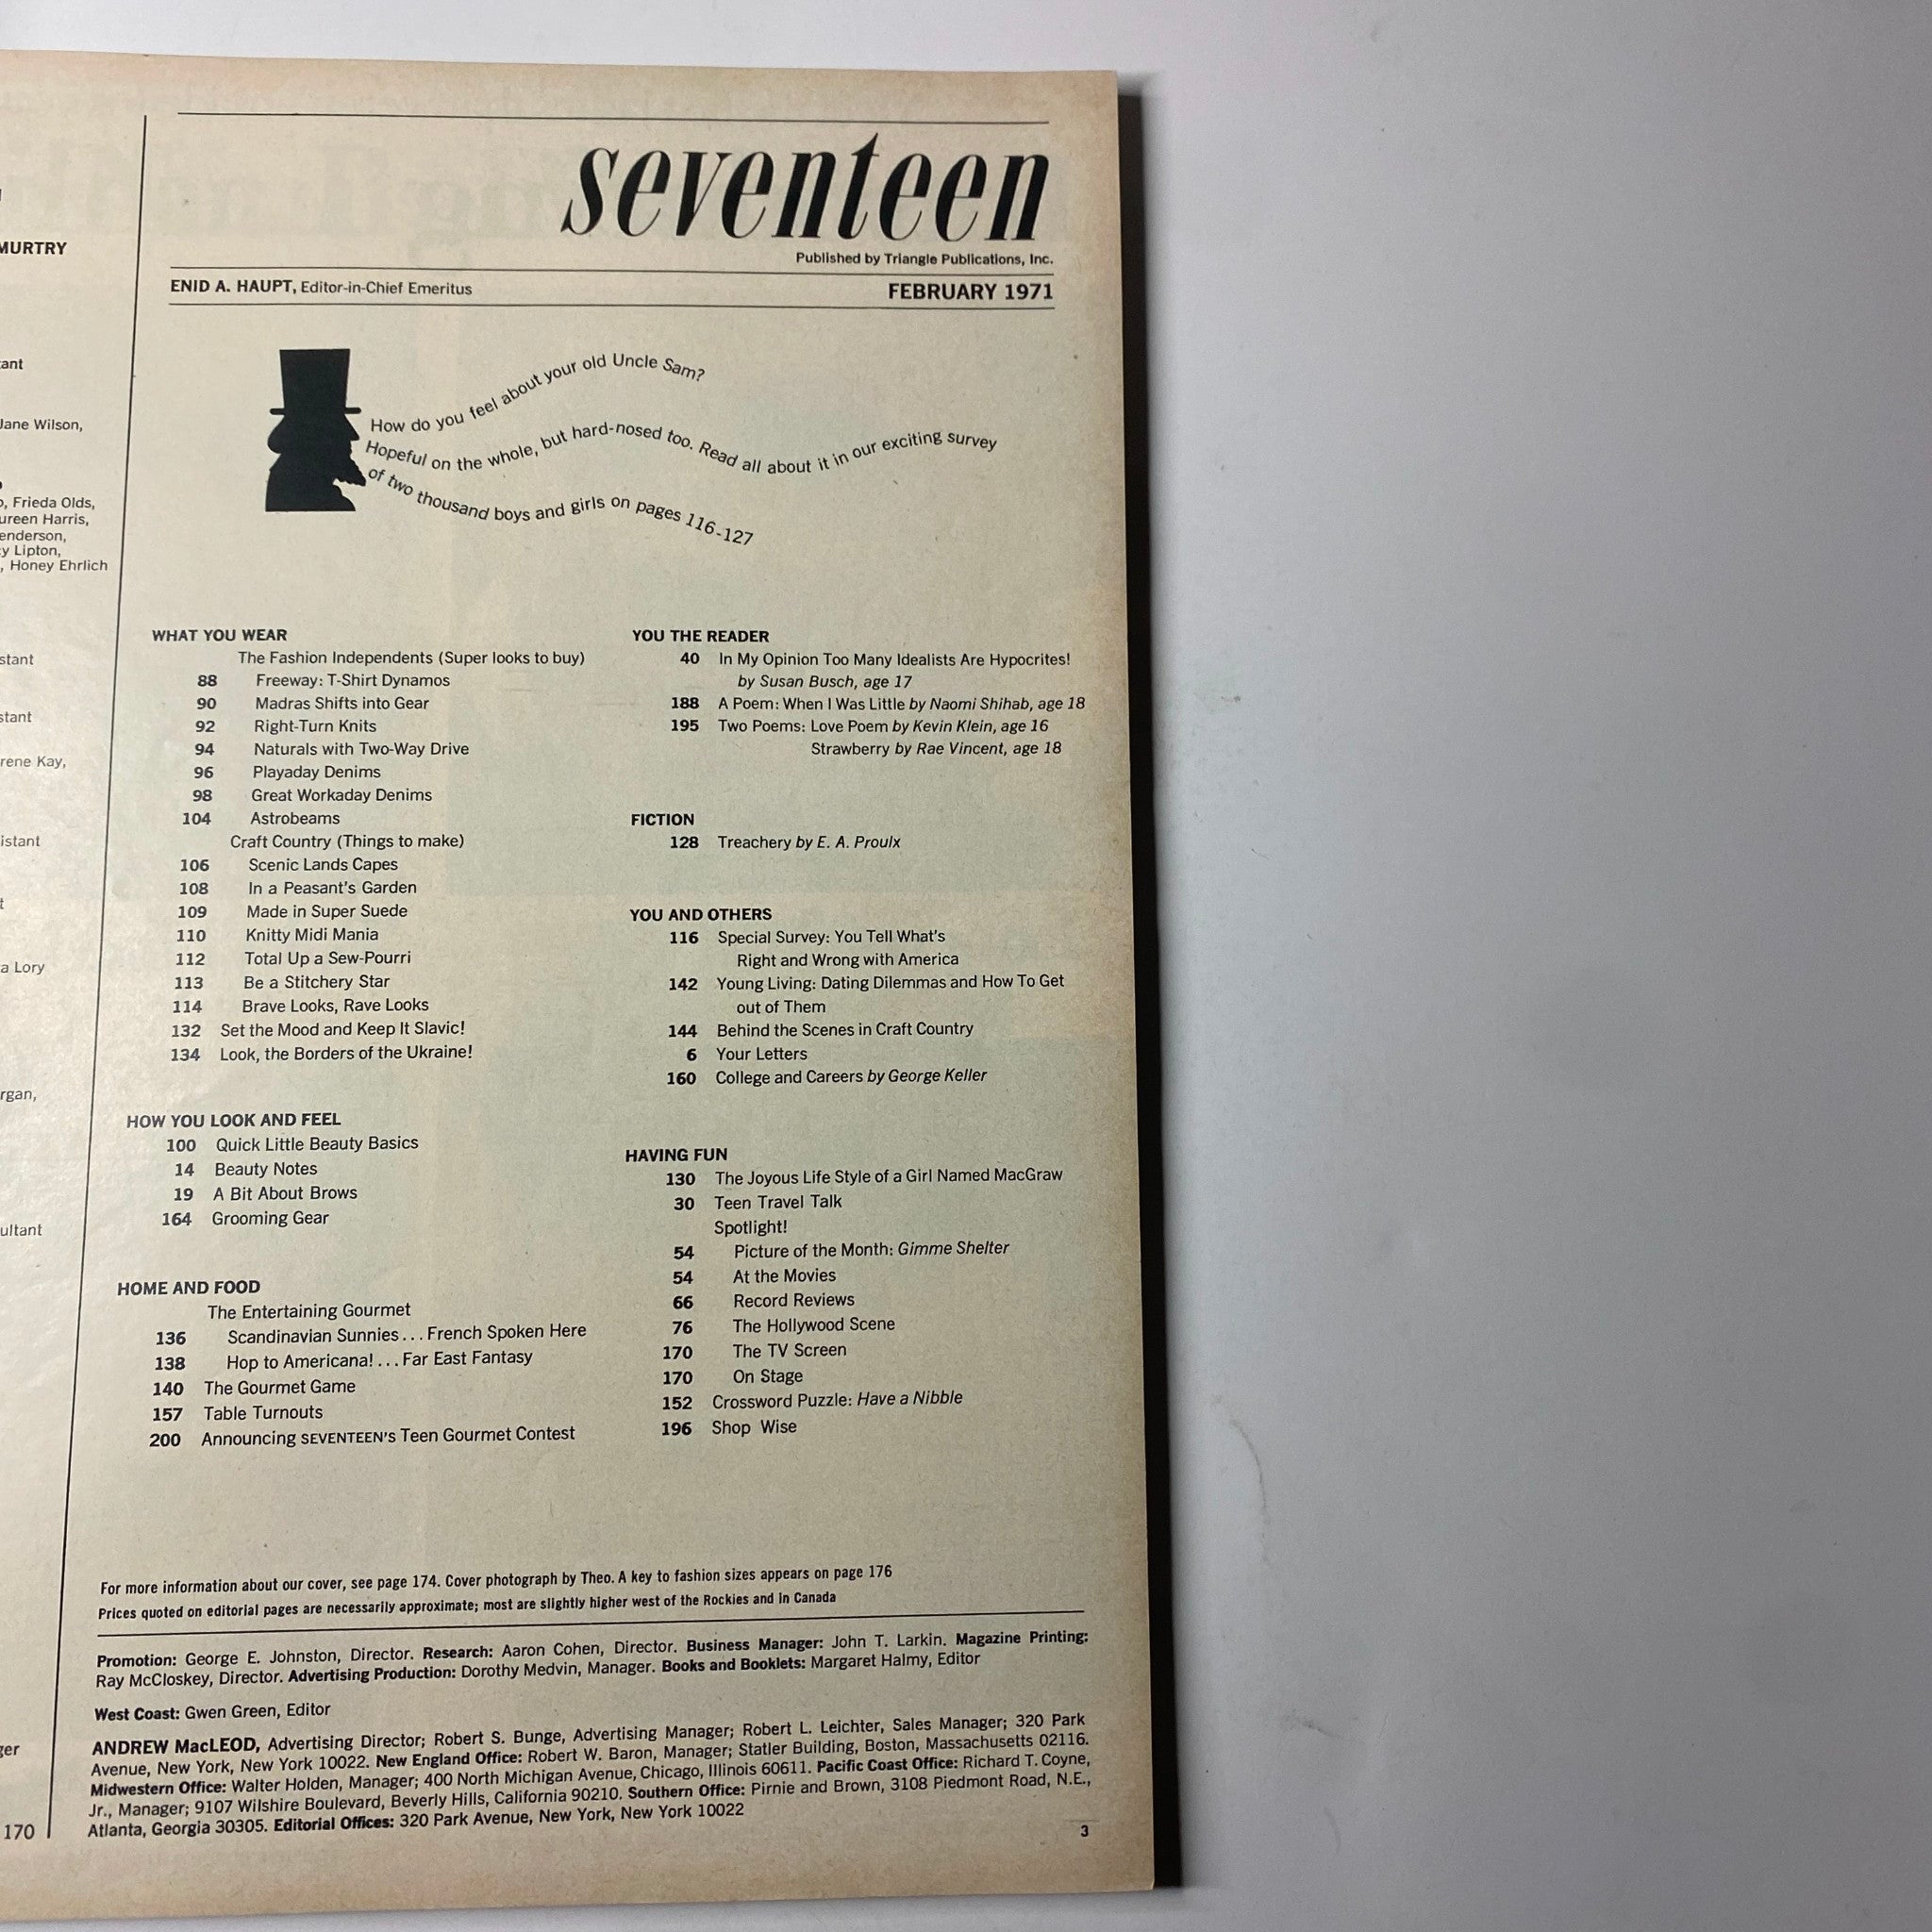 MURTRY
Jane Wilson,
Frieda Olds,
Harris,
Lipton,
Honey Ehrlich
Kay,
Lory
170
seventeen
Published by Triangle Publications, Inc.
ENID A. HAUPT, Editor-in-Chief Emeritus
FEBRUARY 1971
How do you feel about your old Uncle Sam?
Hopeful on the whole, but hard-nosed too. Read all about it in our exciting survey
of two thousand boys and girls on pages 116-127
WHAT YOU WEAR
The Fashion Independents (Super looks to buy)
88 Freeway: T-Shirt Dynamos
90 Madras Shifts into Gear
92 Right-Turn Knits
94 Naturals with Two-Way Drive
96 Playaday Denims
98 Great Workaday Denims
104 Astrobeams
Craft Country (Things to make)
106 Scenic Lands Capes
108 In a Peasant's Garden
109 Made in Super Suede
110 Knitty Midi Mania
112 Total Up a Sew-Pourri
113 Be a Stitchery Star
114 Brave Looks, Rave Looks
132 Set the Mood and Keep It Slavic!
134 Look, the Borders of the Ukraine!
HOW YOU LOOK AND FEEL
100 Quick Little Beauty Basics
14 Beauty Notes
19 A Bit About Brows
164 Grooming Gear
HOME AND FOOD
The Entertaining Gourmet
136 Scandinavian Sunnies...French Spoken Here
138 Hop to Americana!...Far East Fantasy
140 The Gourmet Game
157 Table Turnouts
200 Announcing SEVENTEEN'S Teen Gourmet Contest
YOU THE READER
40 In My Opinion Too Many Idealists Are Hypocrites!
by Susan Busch, age 17
188 A Poem: When I Was Little by Naomi Shihab, age 18
195 Two Poems: Love Poem by Kevin Klein, age 16
Strawberry by Rae Vincent, age 18
FICTION
128 Treachery by E. A. Proulx
YOU AND OTHERS
116 Special Survey: You Tell What's
Right and Wrong with America
142 Young Living: Dating Dilemmas and How To Get
out of Them
144 Behind the Scenes in Craft Country
6 Your Letters
160 College and Careers by George Keller
HAVING FUN
130 The Joyous Life Style of a Girl Named MacGraw
30 Teen Travel Talk
Spotlight!
54 Picture of the Month: Gimme Shelter
54 At the Movies
66 Record Reviews
76 The Hollywood Scene
170 The TV Screen
170 On Stage
152 Crossword Puzzle: Have a Nibble
196 Shop Wise
For more information about our cover, see page 174. Cover photograph by Theo. A key to fashion sizes appears on page 176
Prices quoted on editorial pages are necessarily approximate; most are slightly higher west of the Rockies and in Canada
Promotion: George E. Johnston, Director. Research: Aaron Cohen, Director. Business Manager: John T. Larkin. Magazine Printing:
Ray McCloskey, Director. Advertising Production: Dorothy Medvin, Manager. Books and Booklets: Margaret Halmy, Editor
West Coast: Gwen Green, Editor
ANDREW MacLEOD, Advertising Director; Robert S. Bunge, Advertising Manager; Robert L. Leichter, Sales Manager; 320 Park
Avenue, New York, New York 10022. New England Office: Robert W. Baron, Manager; Statler Building, Boston, Massachusetts 02116.
Midwestern Office: Walter Holden, Manager; 400 North Michigan Avenue, Chicago, Illinois 60611. Pacific Coast Office: Richard T. Coyne,
Jr., Manager; 9107 Wilshire Boulevard, Beverly Hills, California 90210. Southern Office: Pirnie and Brown, 3108 Piedmont Road, N.E.,
Atlanta, Georgia 30305. Editorial Offices: 320 Park Avenue, New York, New York 10022
3